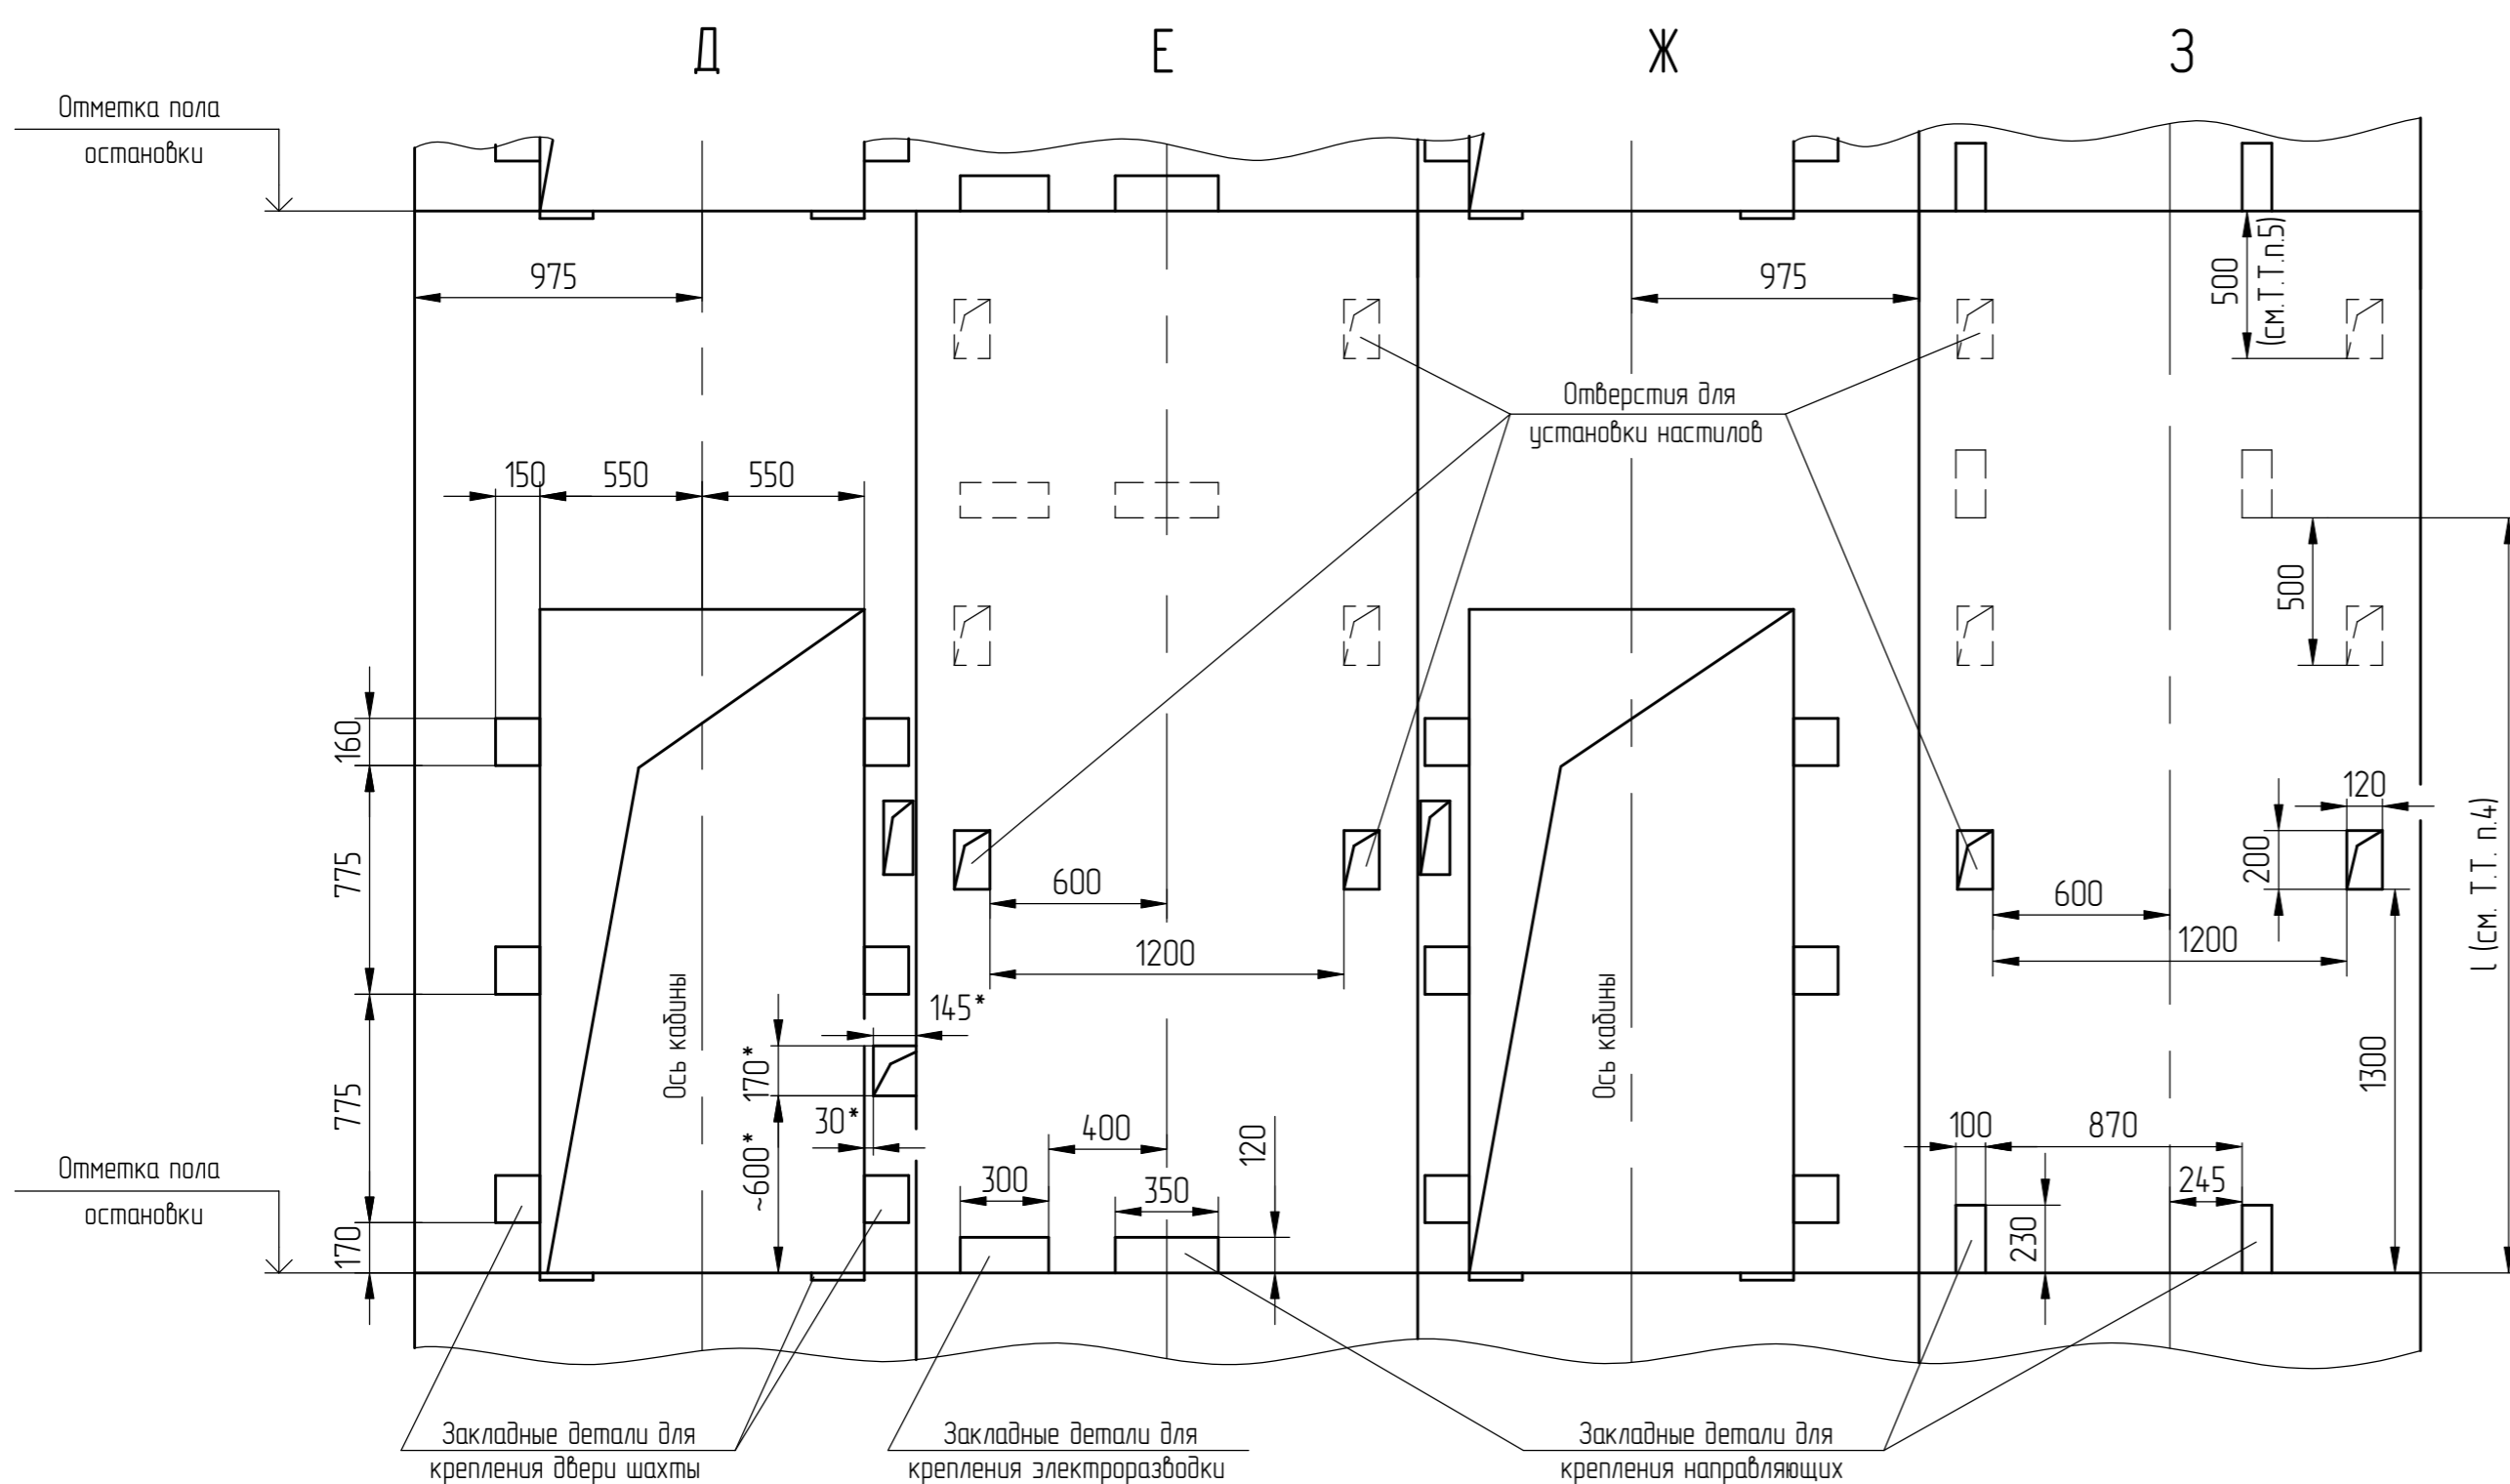 Д
Е
Ж
З
Отметка пола
остановки
975
975
500
(см.Т.Т.п.5)
Отверстия для
установки настилов
150
550
550
500
160
775
775
170
600
1200
120
200
600
1200
1300
l (см. Т.Т. п.4)
Ось кабины
145*
170*
30*
~600*
Ось кабины
400
300
350
120
100
870
245
230
Отметка пола
остановки
Закладные детали для
крепления двери шахты
Закладные детали для
крепления электроразводки
Закладные детали для
крепления направляющих